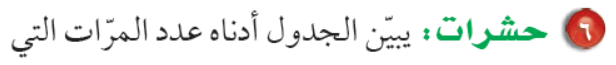 ٦ حشرات: يبيّن الجدول أدناه عدد المرّات التي